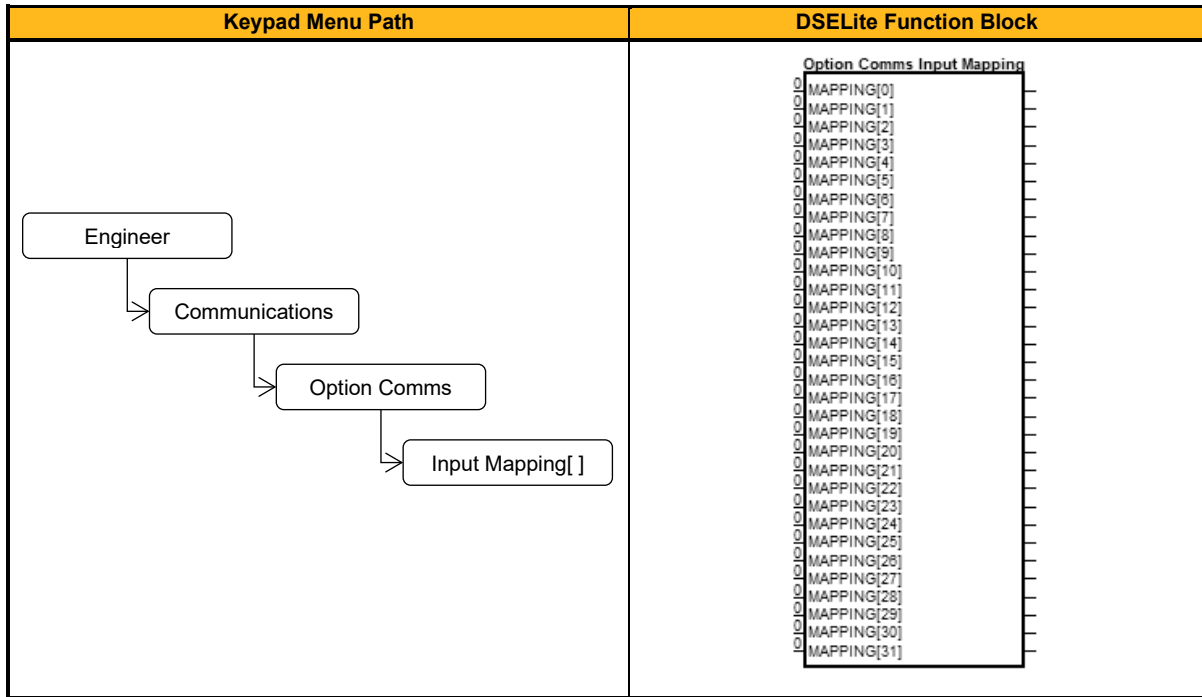 Keypad Menu Path
DSELite Function Block
Engineer
Communications
Option Comms
Input Mapping[ ]
Option Comms Input Mapping
0 MAPPING[0]
0 MAPPING[1]
0 MAPPING[2]
0 MAPPING[3]
0 MAPPING[4]
0 MAPPING[5]
0 MAPPING[6]
0 MAPPING[7]
0 MAPPING[8]
0 MAPPING[9]
0 MAPPING[10]
0 MAPPING[11]
0 MAPPING[12]
0 MAPPING[13]
0 MAPPING[14]
0 MAPPING[15]
0 MAPPING[16]
0 MAPPING[17]
0 MAPPING[18]
0 MAPPING[19]
0 MAPPING[20]
0 MAPPING[21]
0 MAPPING[22]
0 MAPPING[23]
0 MAPPING[24]
0 MAPPING[25]
0 MAPPING[26]
0 MAPPING[27]
0 MAPPING[28]
0 MAPPING[29]
0 MAPPING[30]
0 MAPPING[31]